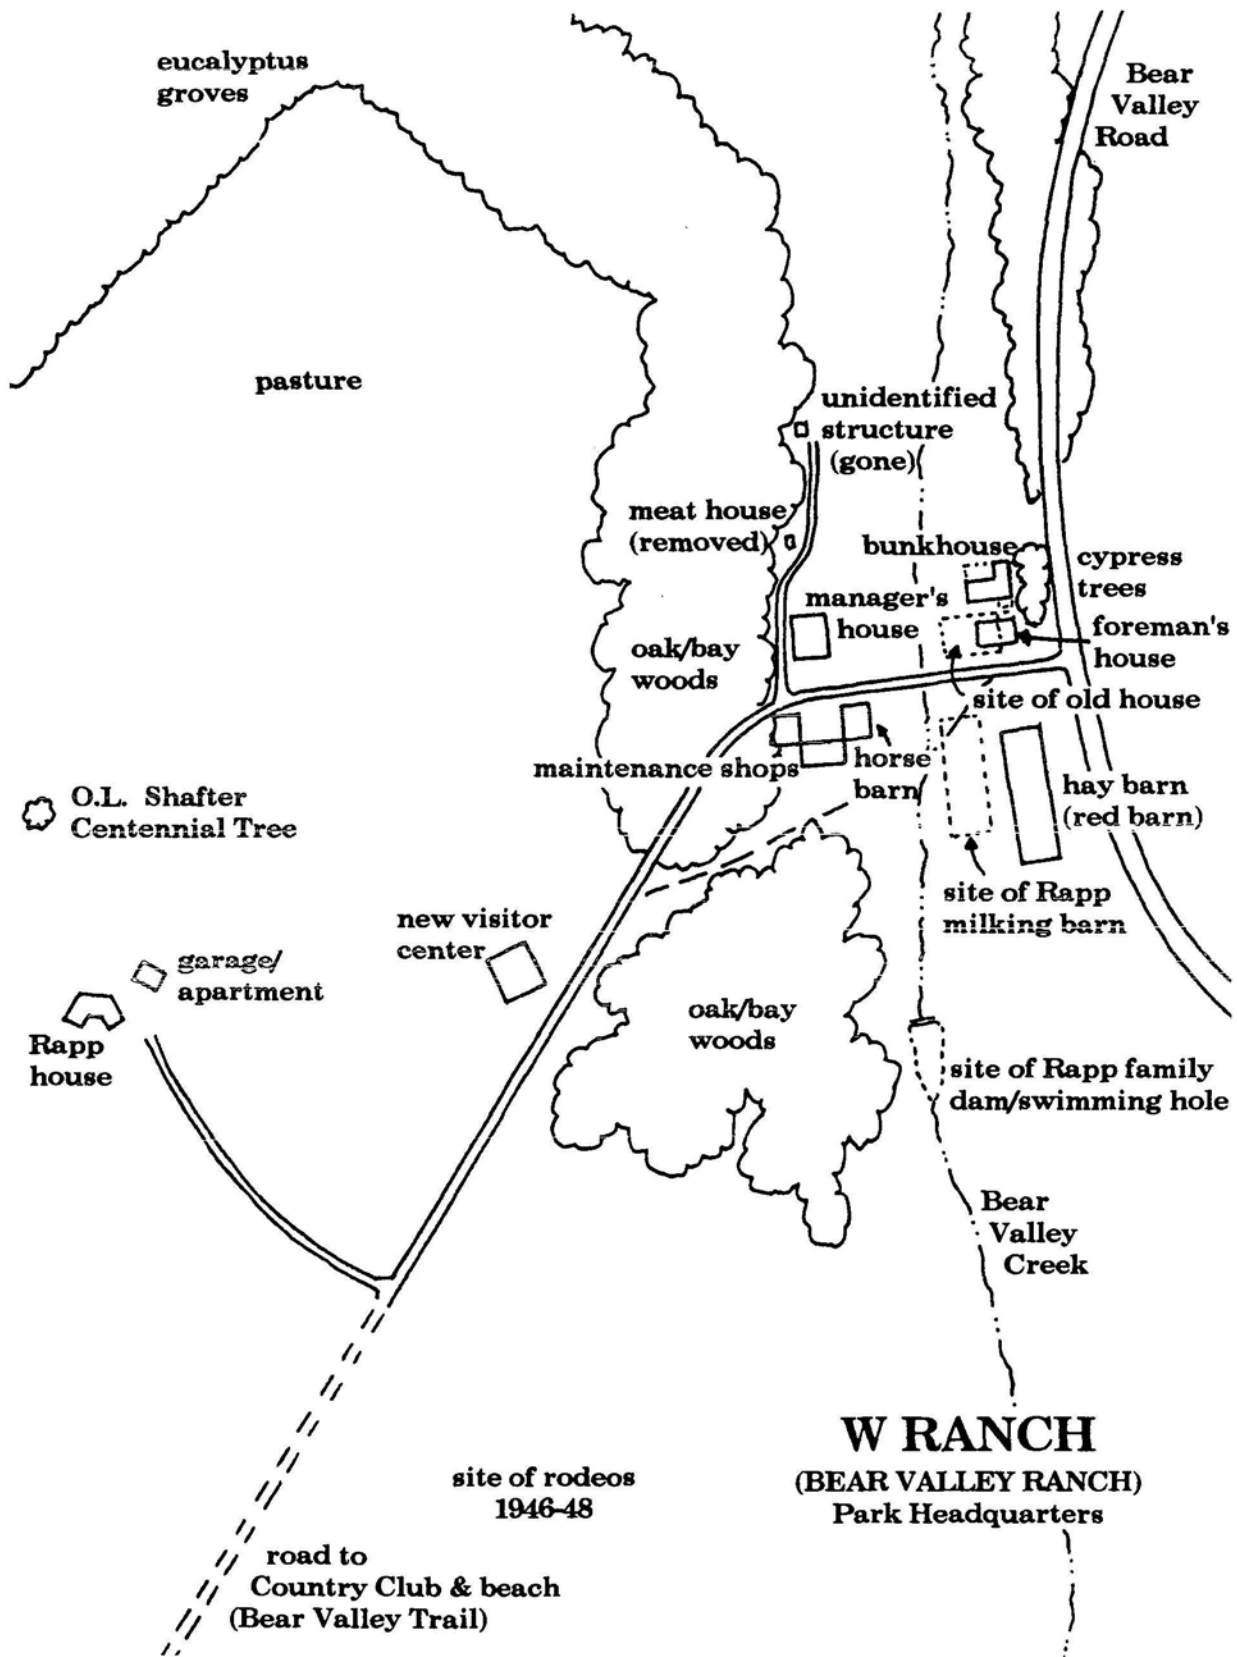 eucalyptus
groves
Bear
Valley
Road
pasture
unidentified
structure
(gone)
meat house
(removed)
bunkhouse
cypress
trees
manager's
house
foreman's
house
oak/bay
woods
site of old house
maintenance shops
horse
barn
hay barn
(red barn)
O.L. Shafter
Centennial Tree
site of Rapp
milking barn
new visitor
center
garage/
apartment
oak/bay
woods
Rapp
house
site of Rapp family
dam/swimming hole
Bear
Valley
Creek
W RANCH
(BEAR VALLEY RANCH)
Park Headquarters
site of rodeos
1946-48
road to
Country Club & beach
(Bear Valley Trail)